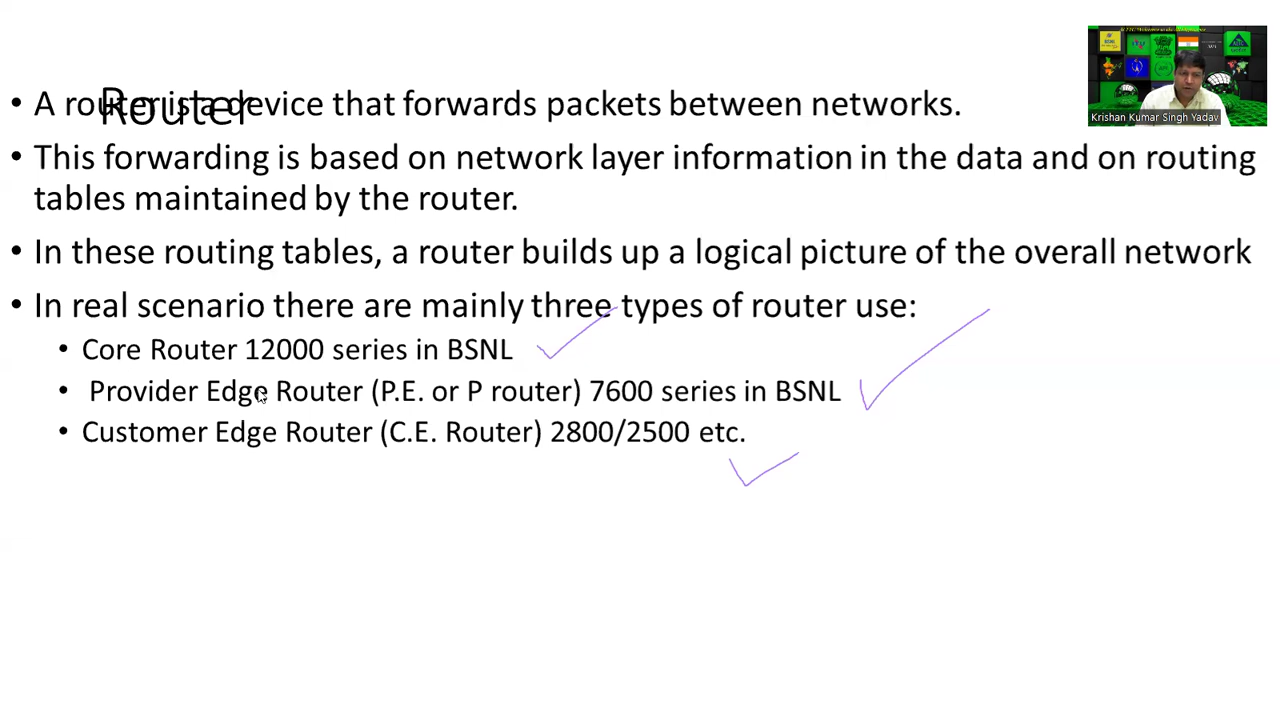 Router
• A router is a device that forwards packets between networks.
• This forwarding is based on network layer information in the data and on routing
tables maintained by the router.
• In these routing tables, a router builds up a logical picture of the overall network
• In real scenario there are mainly three types of router use:
• Core Router 12000 series in BSNL
• Provider Edge Router (P.E. or P router) 7600 series in BSNL
• Customer Edge Router (C.E. Router) 2800/2500 etc.
Krishan Kumar Singh Yadav